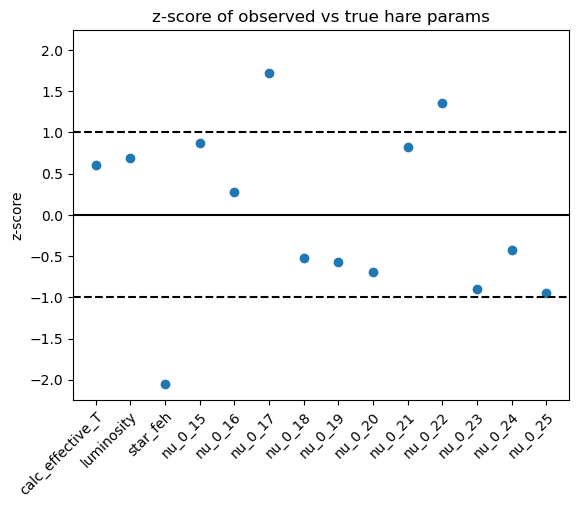 z-score of observed vs true hare params
z-score
2.0
1.5
1.0
0.5
0.0
−0.5
−1.0
−1.5
−2.0
calc_effective_T
luminosity
star_feh
nu_0_15
nu_0_16
nu_0_17
nu_0_18
nu_0_19
nu_0_20
nu_0_21
nu_0_22
nu_0_23
nu_0_24
nu_0_25